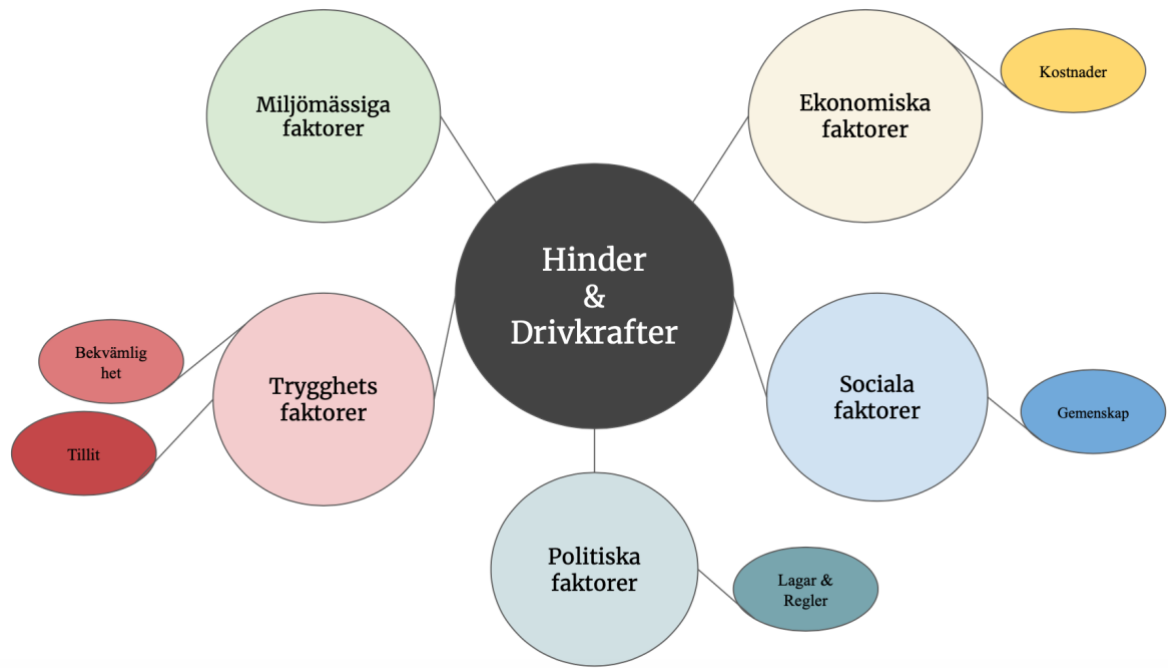 Miljömässiga
faktorer
Ekonomiska
faktorer
Kostnader
Hinder
&
Drivkrafter
Bekvämlig
het
Tillit
Trygghets
faktorer
Sociala
faktorer
Gemenskap
Politiska
faktorer
Lagar &
Regler